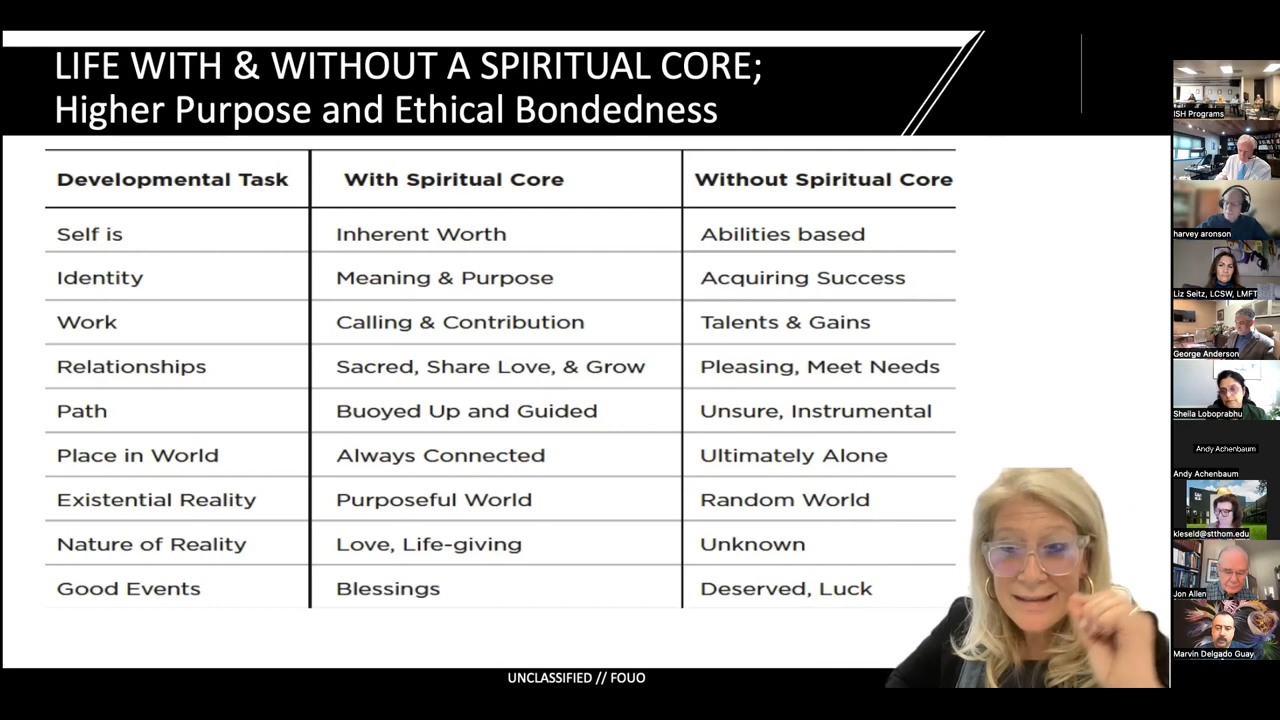 LIFE WITH & WITHOUT A SPIRITUAL CORE;
Higher Purpose and Ethical Bondedness
Developmental Task With Spiritual Core Without Spiritual Core
Self is Inherent Worth Abilities based
Identity Meaning & Purpose Acquiring Success
Work Calling & Contribution Talents & Gains
Relationships Sacred, Share Love, & Grow Pleasing, Meet Needs
Path Buoyed Up and Guided Unsure, Instrumental
Place in World Always Connected Ultimately Alone
Existential Reality Purposeful World Random World
Nature of Reality Love, Life-giving Unknown
Good Events Blessings Deserved, Luck
UNCLASSIFIED // FOUO
ISH Programs
harvey aronson
Liz Seitz, LCSW, LMFT
George Anderson
Sheila Loboprabhu
Andy Achenbaum
Andy Achenbaum
kleseld@stthom.edu
Jon Allen
Marvin Delgado Guay